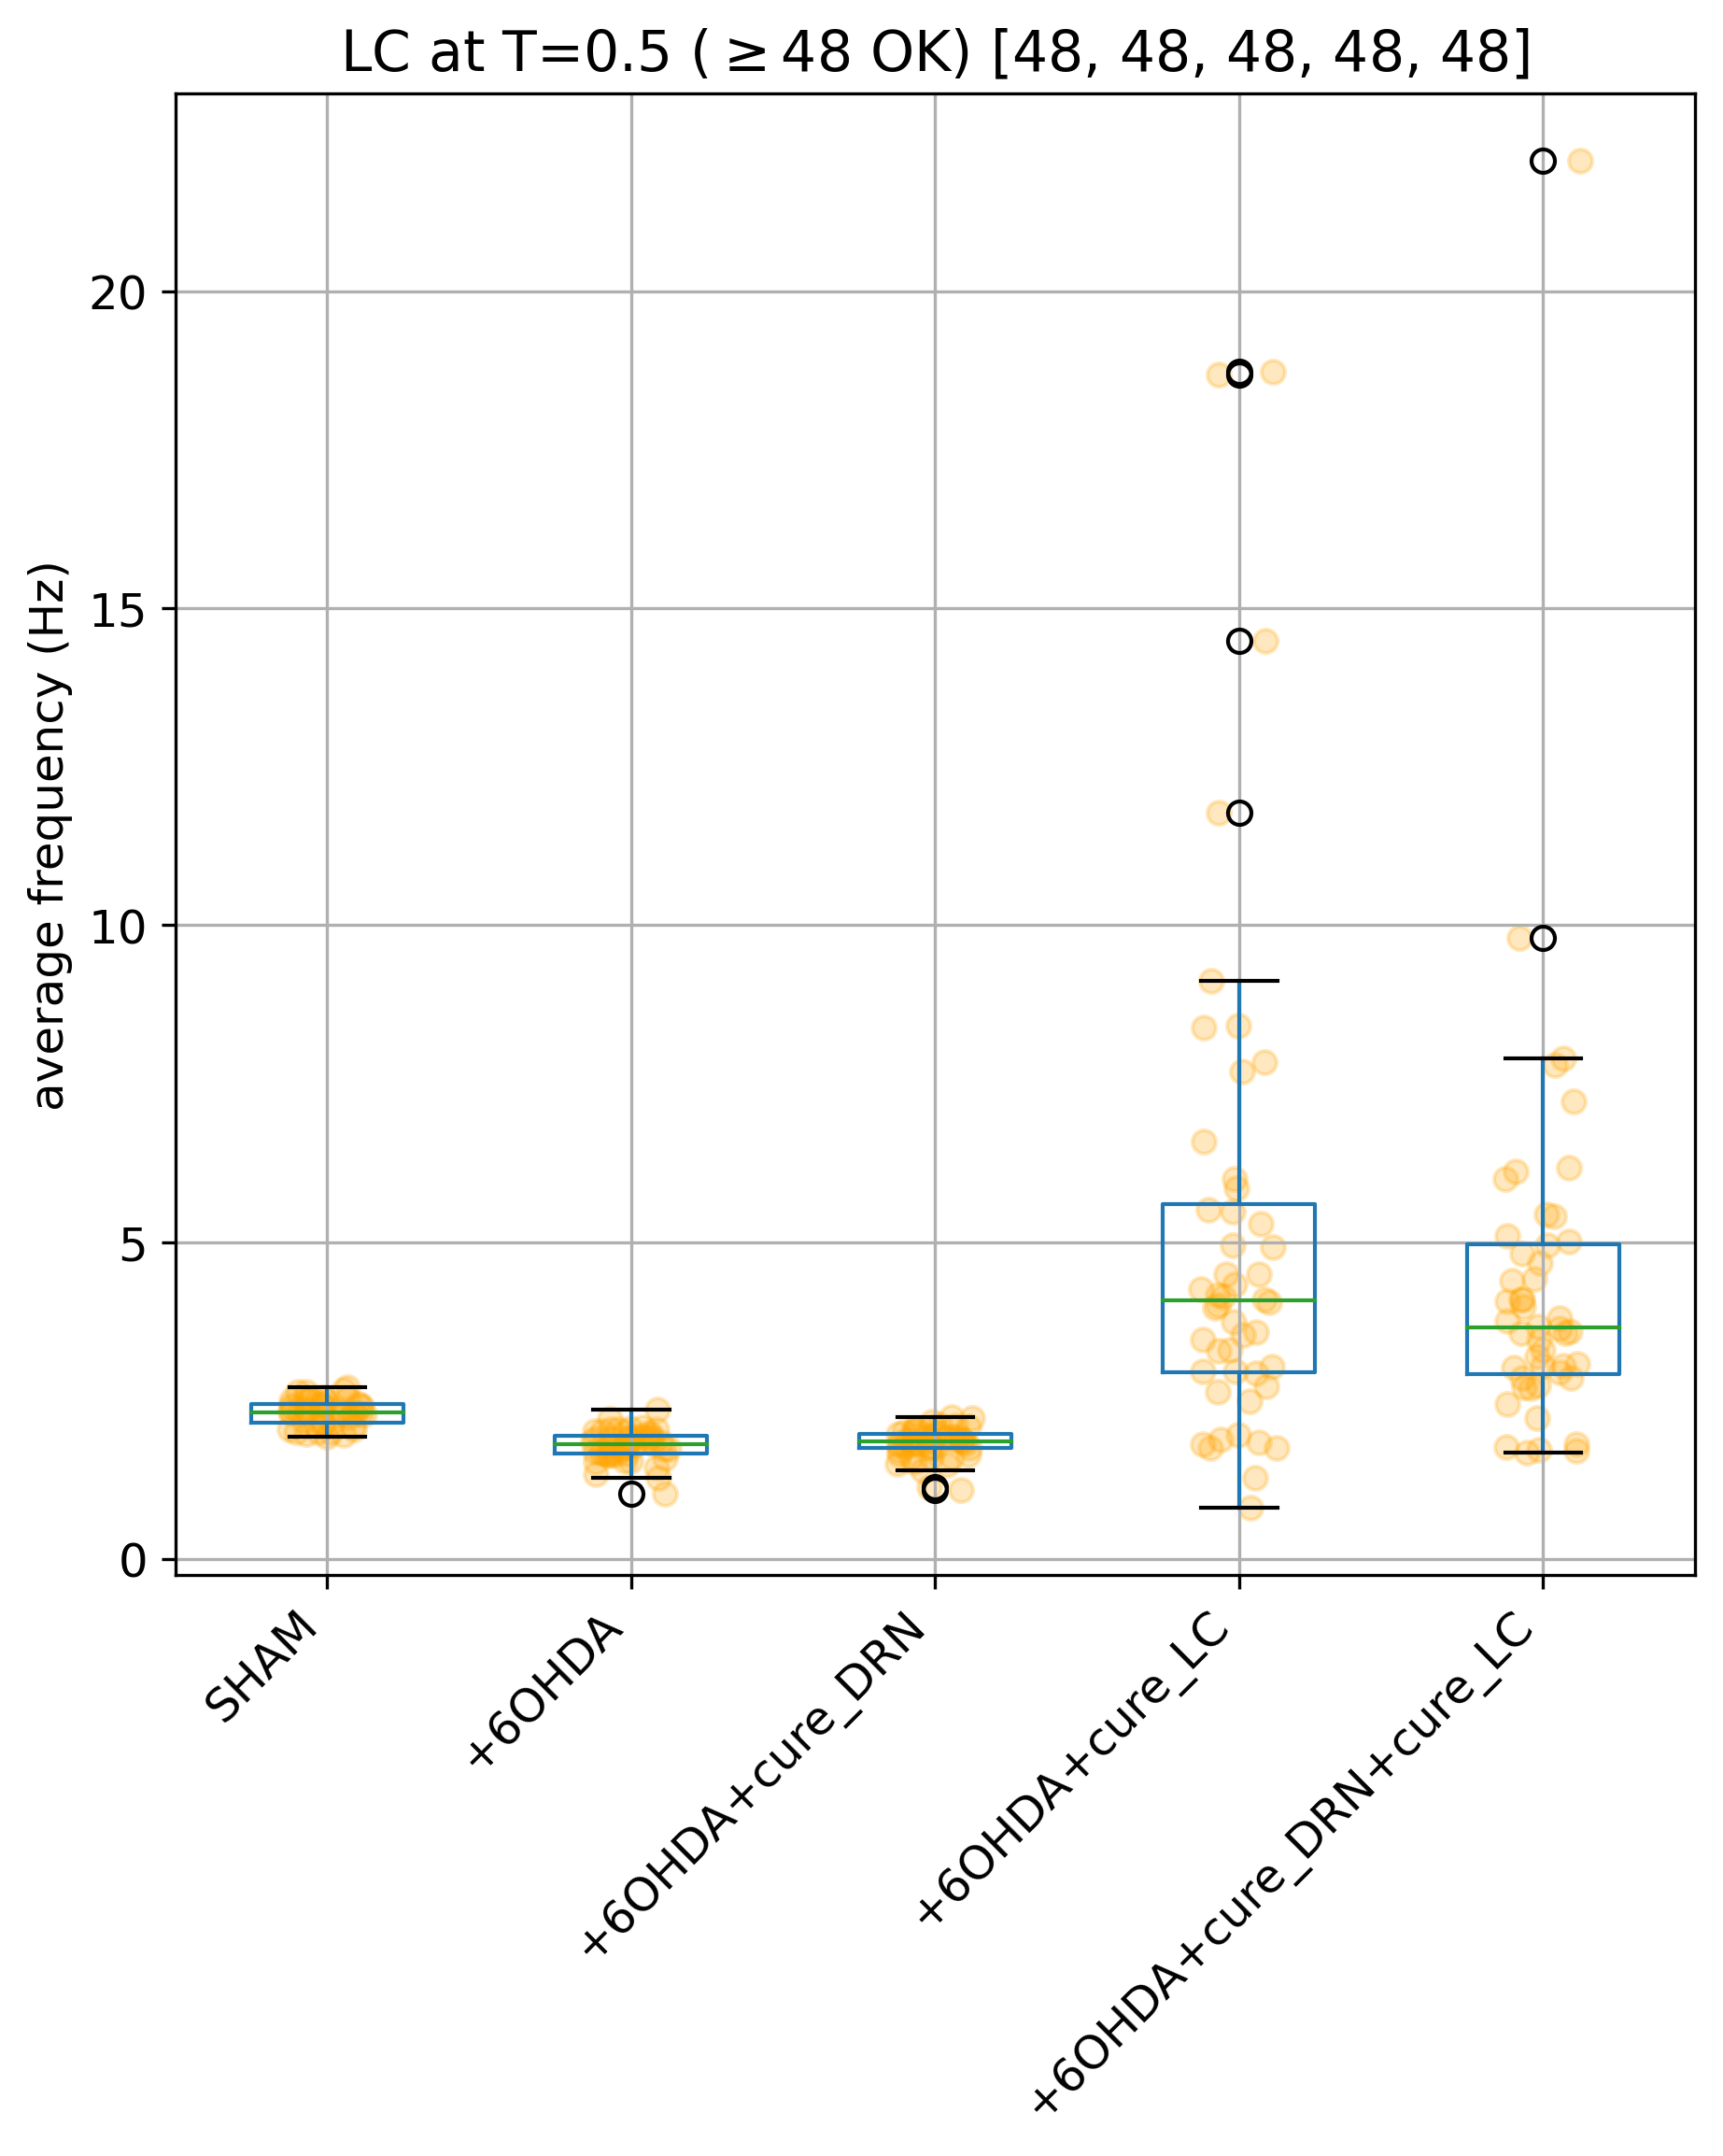 LC at T=0.5 (≥48 OK) [48, 48, 48, 48, 48]
average frequency (Hz)
20
15
10
5
0
SHAM
+6OHDA
+6OHDA+cure_DRN
+6OHDA+cure_LC
+6OHDA+cure_DRN+cure_LC